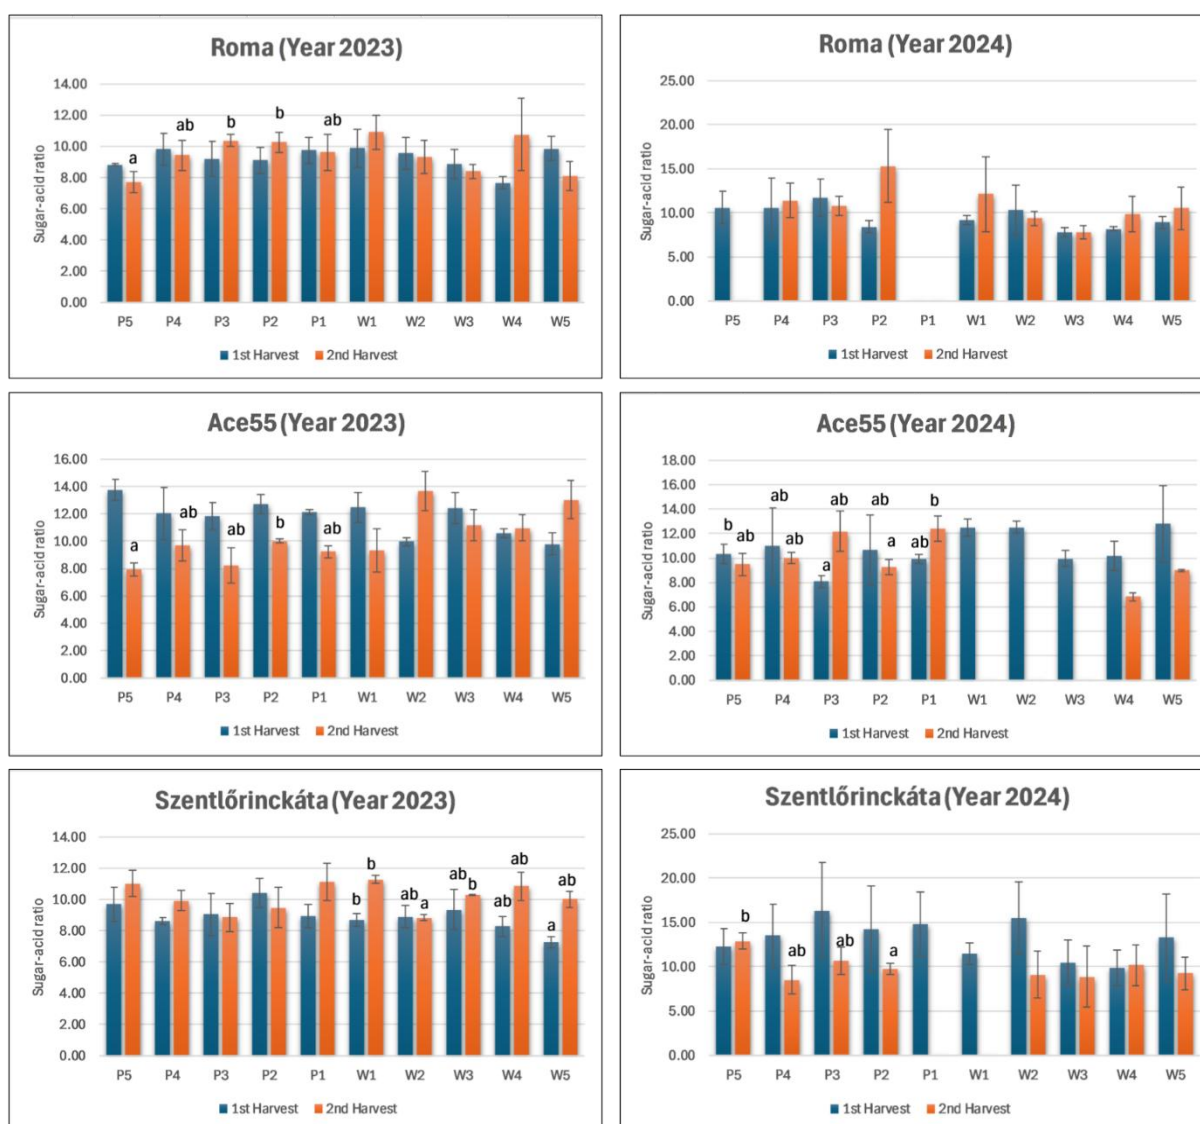 Roma (Year 2023)
Sugar-acid ratio
14.00
12.00
10.00
8.00
6.00
4.00
2.00
0.00
a ab b b ab
P5 P4 P3 P2 P1 W1 W2 W3 W4 W5
1st Harvest 2nd Harvest
Roma (Year 2024)
Sugar-acid ratio
25.00
20.00
15.00
10.00
5.00
0.00
P5 P4 P3 P2 P1 W1 W2 W3 W4 W5
1st Harvest 2nd Harvest
Ace55 (Year 2023)
Sugar-acid ratio
16.00
14.00
12.00
10.00
8.00
6.00
4.00
2.00
0.00
a ab ab b ab
P5 P4 P3 P2 P1 W1 W2 W3 W4 W5
1st Harvest 2nd Harvest
Ace55 (Year 2024)
Sugar-acid ratio
18.00
16.00
14.00
12.00
10.00
8.00
6.00
4.00
2.00
0.00
b ab ab ab a ab ab a ab b
P5 P4 P3 P2 P1 W1 W2 W3 W4 W5
1st Harvest 2nd Harvest
Szentlőrinckáta (Year 2023)
Sugar-acid ratio
14.00
12.00
10.00
8.00
6.00
4.00
2.00
0.00
b b ab a ab b ab ab a ab
P5 P4 P3 P2 P1 W1 W2 W3 W4 W5
1st Harvest 2nd Harvest
Szentlőrinckáta (Year 2024)
Sugar-acid ratio
25.00
20.00
15.00
10.00
5.00
0.00
b ab ab a
P5 P4 P3 P2 P1 W1 W2 W3 W4 W5
1st Harvest 2nd Harvest